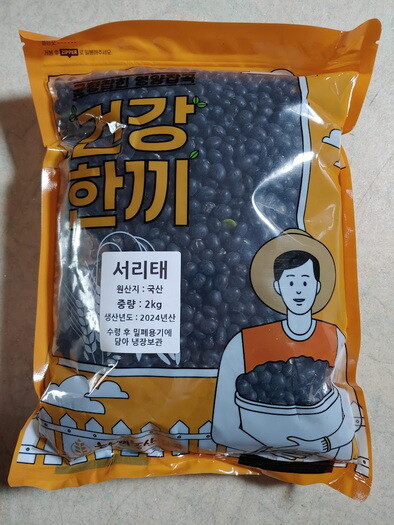 ZIPPER
건강
한끼
서리태
원산지 : 국산
중량 : 2kg
생산년도 : 2024년산
수령 후 밀폐용기에
담아 냉장보관